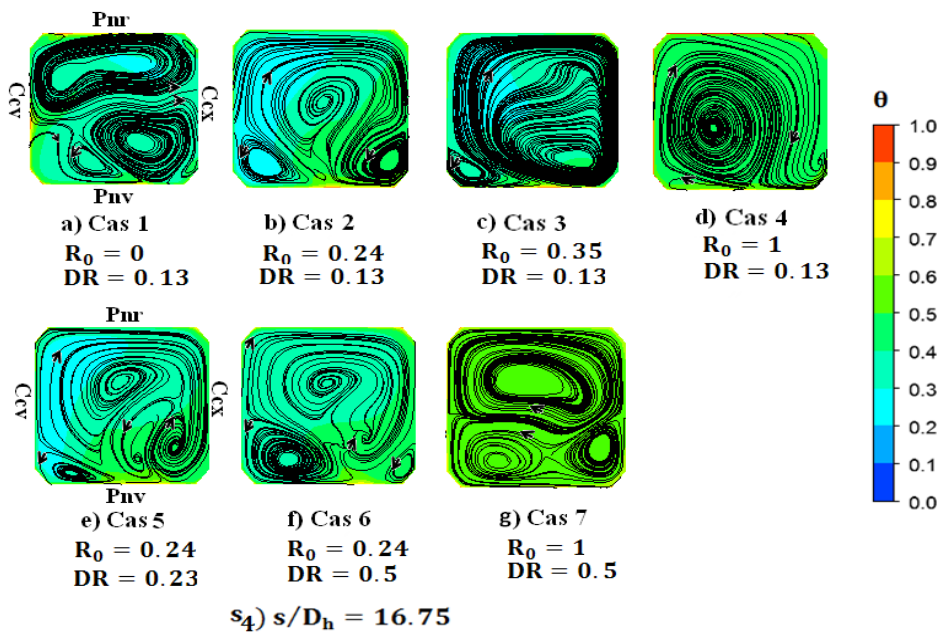 Pnr
Ccv
Ccx
Pnv
a) Cas 1
R₀ = 0
DR = 0.13
b) Cas 2
R₀ = 0.24
DR = 0.13
c) Cas 3
R₀ = 0.35
DR = 0.13
d) Cas 4
R₀ = 1
DR = 0.13
Pnr
Ccv
Ccx
Pnv
e) Cas 5
R₀ = 0.24
DR = 0.23
f) Cas 6
R₀ = 0.24
DR = 0.5
g) Cas 7
R₀ = 1
DR = 0.5
θ
1.0
0.9
0.8
0.7
0.6
0.5
0.4
0.3
0.2
0.1
0.0
s₄) s/Dₕ = 16.75